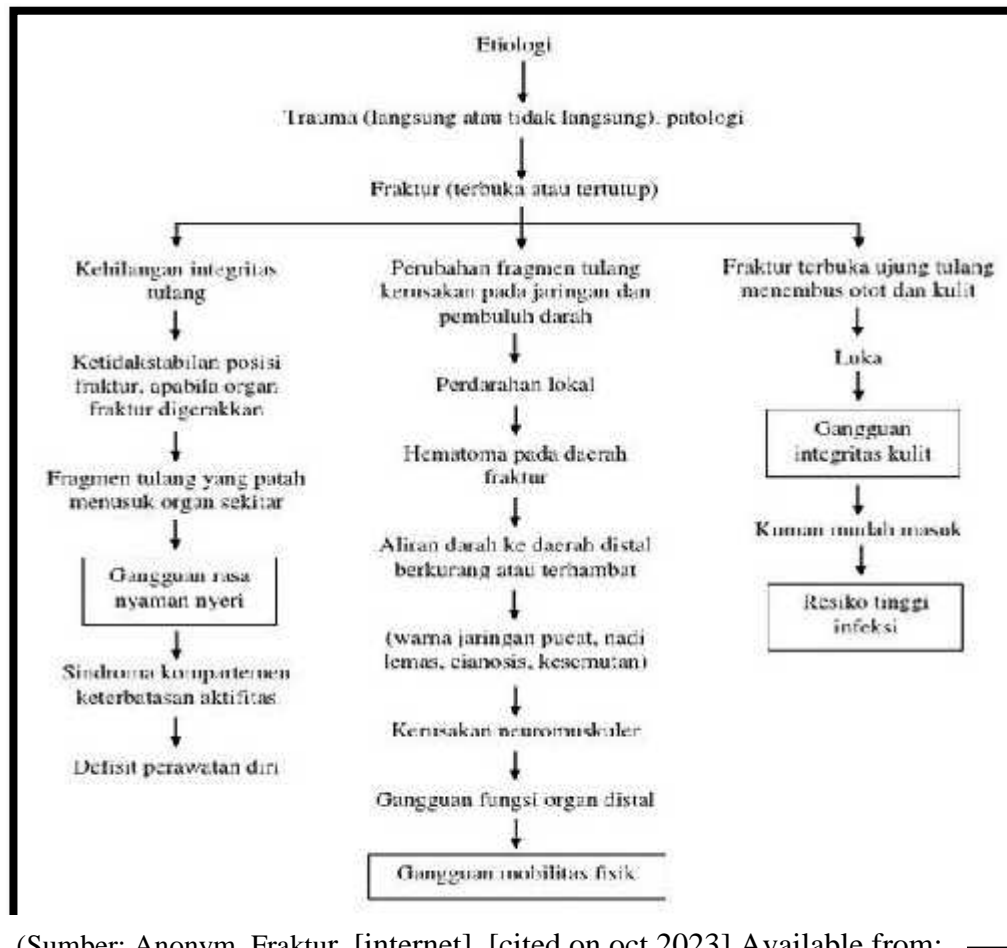 Etiologi
Trauma (langsung atau tidak langsung), patologi
Fraktur (terbuka atau tertutup)
Kehilangan integritas
tulang
Ketidakstabilan posisi
fraktur, apabila organ
fraktur digerakkan
Fragmen tulang yang patah
menusuk organ sekitar
Gangguan rasa
nyaman nyeri
Sindroma kompartemen
keterbatasan aktifitas
Defisit perawatan diri
Perubahan fragmen tulang
kerusakan pada jaringan dan
pembuluh darah
Perdarahan lokal
Hematoma pada daerah
fraktur
Aliran darah ke daerah distal
berkurang atau terhambat
(warna jaringan pucat, nadi
lemas, cianosis, kesemutan)
Kerusakan neuromuskuler
Gangguan fungsi organ distal
Gangguan mobilitas fisik
Fraktur terbuka ujung tulang
menembus otot dan kulit
Luka
Gangguan
integritas kulit
Kuman mudah masuk
Resiko tinggi
infeksi
(Sumber: Anonym, Fraktur, [internet], [cited on oct 2023] Available from: